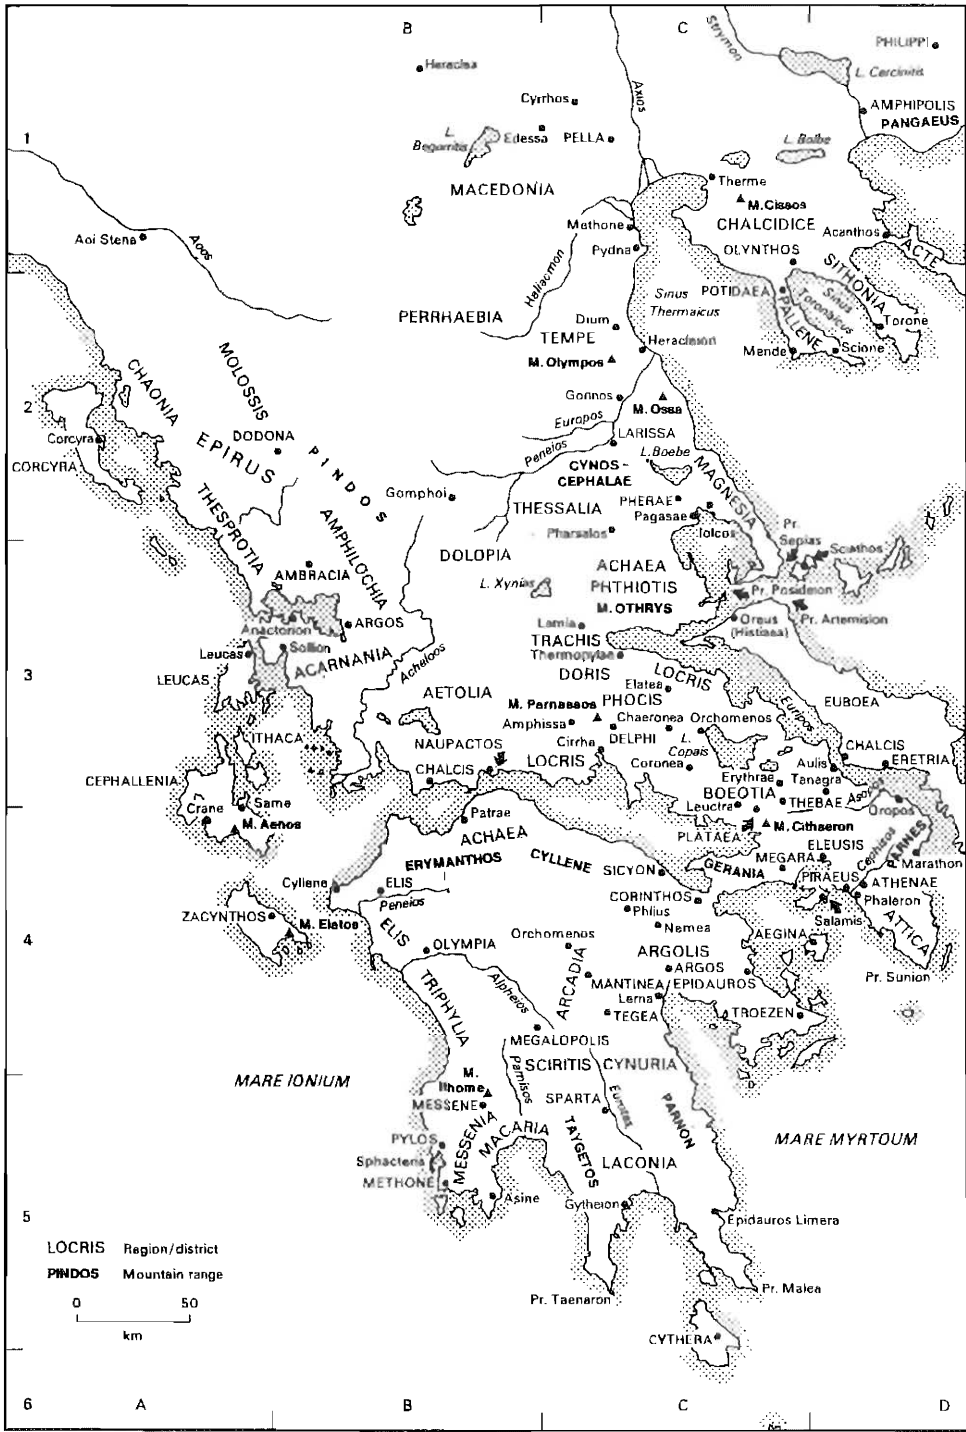 B
C
Strymon
PHILIPPI
Heraclea
L. Cercinitis
Cyrrhos
Axios
AMPHIPOLIS
PANGAEUS
1
L. Begorritis
Edessa
PELLA
L. Bolbe
MACEDONIA
Therme
M. Cissos
CHALCIDICE
Methone
Acanthos
ACTE
Aoi Stena
Aoos
Pydna
OLYNTHOS
SITHONIA
Haliacmon
Sinus Thermaicus
POTIDAEA
PALLENE
Sinus Toronaicus
PERRHAEBIA
Dium
TEMPE
Torone
Heracleion
Mende
Scione
M. Olympos
CHAONIA
MOLOSSIS
2
Gonnos
M. Ossa
Europos
Corcyra
DODONA
PINDOS
Peneios
LARISSA
CORCYRA
EPIRUS
CYNOS-
CEPHALAE
L. Boebe
MAGNESIA
Gomphoi
THESSALIA
PHERAE
Pagasae
THESPROTIA
AMPHILOCHIA
Pharsalos
Iolcos
Pr. Sepias
Sciathos
DOLOPIA
ACHAEA
PHTHIOTIS
AMBRACIA
L. Xynias
Pr. Posideion
M. OTHRYS
Anactorion
ARGOS
Lamia
Oreus
(Histiaea)
Pr. Artemision
TRACHIS
Sollion
Leucas
ACARNANIA
Acheloos
Thermopylae
3
LEUCAS
DORIS
LOCRIS
Elatea
EUBOEA
AETOLIA
M. Parnassos
PHOCIS
Euripos
Amphissa
Chaeronea
Orchomenos
ITHACA
NAUPACTOS
Cirrha
DELPHI
L. Copais
CHALCIS
CEPHALLENIA
CHALCIS
LOCRIS
Coronea
Aulis
ERETRIA
Erythrae
Tanagra
BOEOTIA
Same
Leuctra
THEBAE
Asopos
Oropos
Crane
M. Aenos
Patrae
PLATAEA
M. Cithaeron
ACHAEA
ELEUSIS
Cephisos
PARNES
ERYMANTHOS
CYLLENE
SICYON
GERANIA
MEGARA
Marathon
Cyllene
ELIS
PIRAEUS
ATHENAE
Peneios
CORINTHOS
Phaleron
ZACYNTHOS
M. Elatos
Phlius
Salamis
ATTICA
ELIS
Nemea
AEGINA
4
OLYMPIA
Orchomenos
ARGOLIS
ARGOS
Pr. Sunion
TRIPHYLIA
Alpheios
ARCADIA
MANTINEA
EPIDAUROS
Lerna
TEGEA
TROEZEN
MEGALOPOLIS
SCIRITIS
CYNURIA
MARE IONIUM
M. Ithome
Pamisos
MESSENE
SPARTA
Eurotas
PARNON
MESSENIA
MACARIA
MARE MYRTOUM
PYLOS
TAYGETOS
Sphacteria
LACONIA
METHONE
Asine
Gytheion
5
Epidauros Limera
LOCRIS Region/district
PINDOS Mountain range
0 50
km
Pr. Taenaron
Pr. Malea
CYTHERA
6 A B C D